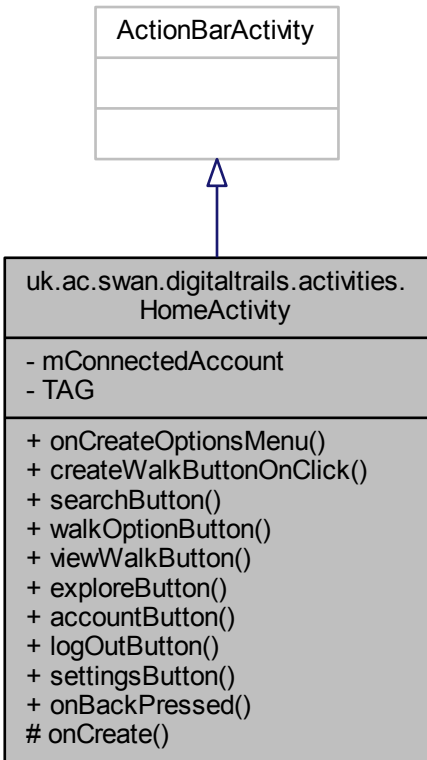 ActionBarActivity
uk.ac.swan.digitaltrails.activities.
HomeActivity
- mConnectedAccount
- TAG
+ onCreateOptionsMenu()
+ createWalkButtonOnClick()
+ searchButton()
+ walkOptionButton()
+ viewWalkButton()
+ exploreButton()
+ accountButton()
+ logOutButton()
+ settingsButton()
+ onBackPressed()
# onCreate()